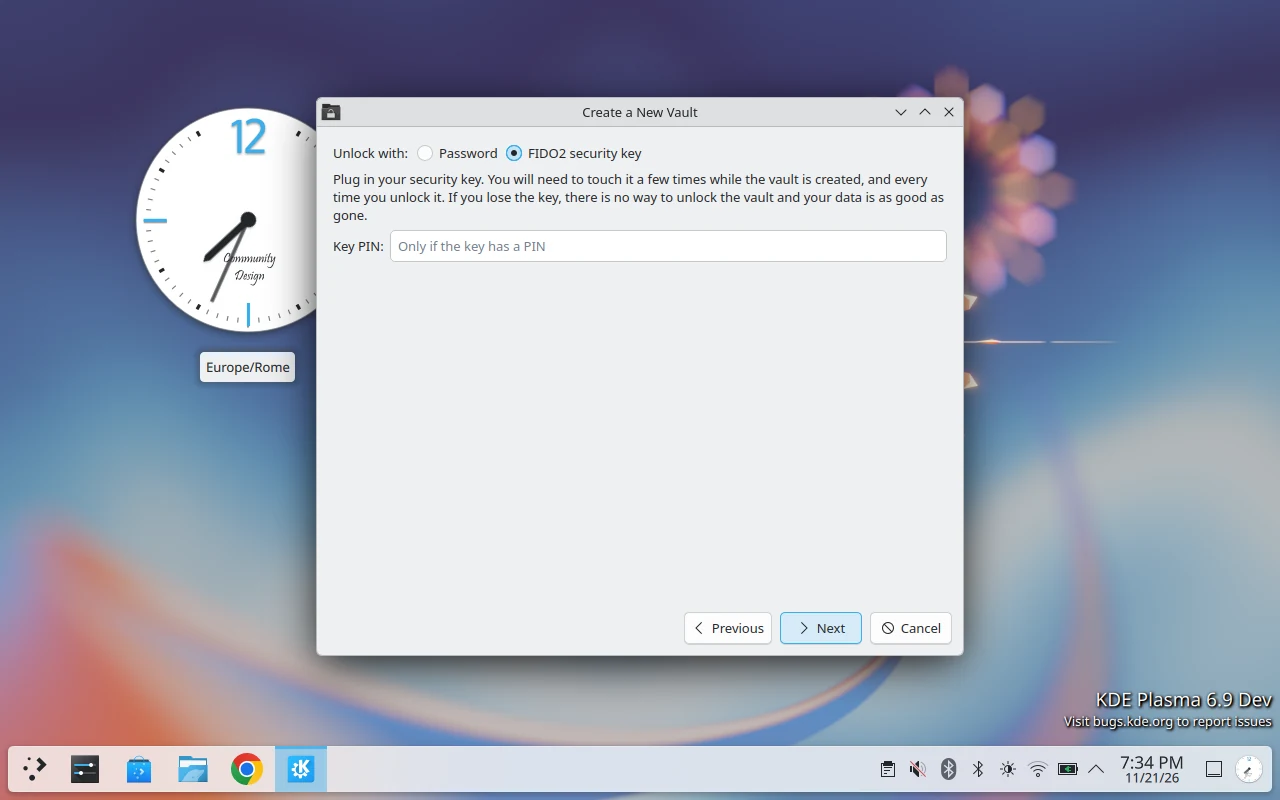 Create a New Vault
Unlock with: Password FIDO2 security key
Plug in your security key. You will need to touch it a few times while the vault is created, and every
time you unlock it. If you lose the key, there is no way to unlock the vault and your data is as good as
gone.
Key PIN: Only if the key has a PIN
Previous Next Cancel
12
Community
Design
Europe/Rome
KDE Plasma 6.9 Dev
Visit bugs.kde.org to report issues
7:34 PM
11/21/26